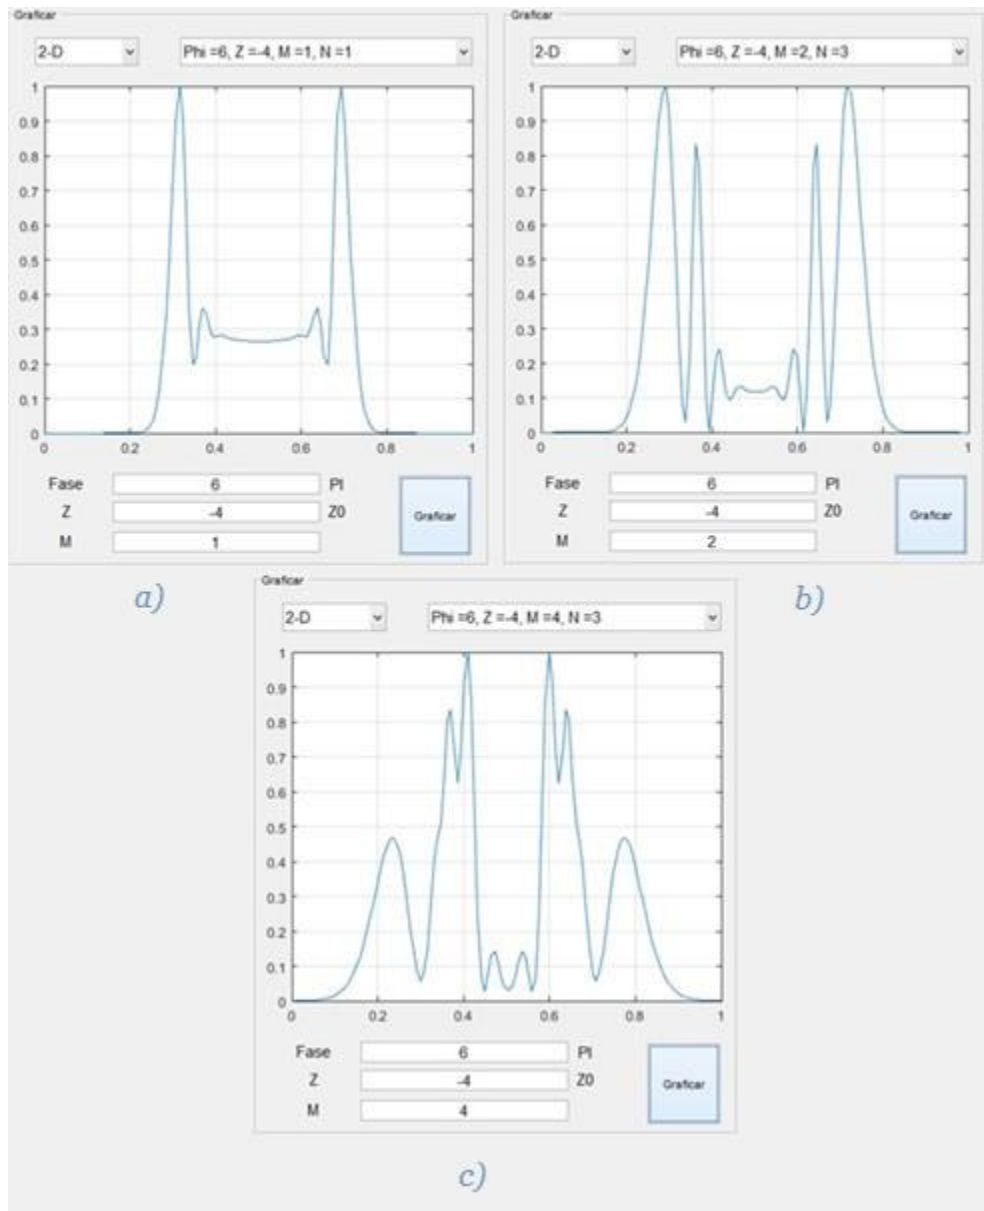 Graficar
2-D
Phi =6, Z =-4, M =1, N =1
1
0.9
0.8
0.7
0.6
0.5
0.4
0.3
0.2
0.1
0
0 0.2 0.4 0.6 0.8 1
Fase 6 PI
Z -4 Z0
M 1
Graficar
a)
Graficar
2-D
Phi =6, Z =-4, M =2, N =3
1
0.9
0.8
0.7
0.6
0.5
0.4
0.3
0.2
0.1
0
0 0.2 0.4 0.6 0.8 1
Fase 6 PI
Z -4 Z0
M 2
Graficar
b)
Graficar
2-D
Phi =6, Z =-4, M =4, N =3
1
0.9
0.8
0.7
0.6
0.5
0.4
0.3
0.2
0.1
0
0 0.2 0.4 0.6 0.8 1
Fase 6 PI
Z -4 Z0
M 4
Graficar
c)